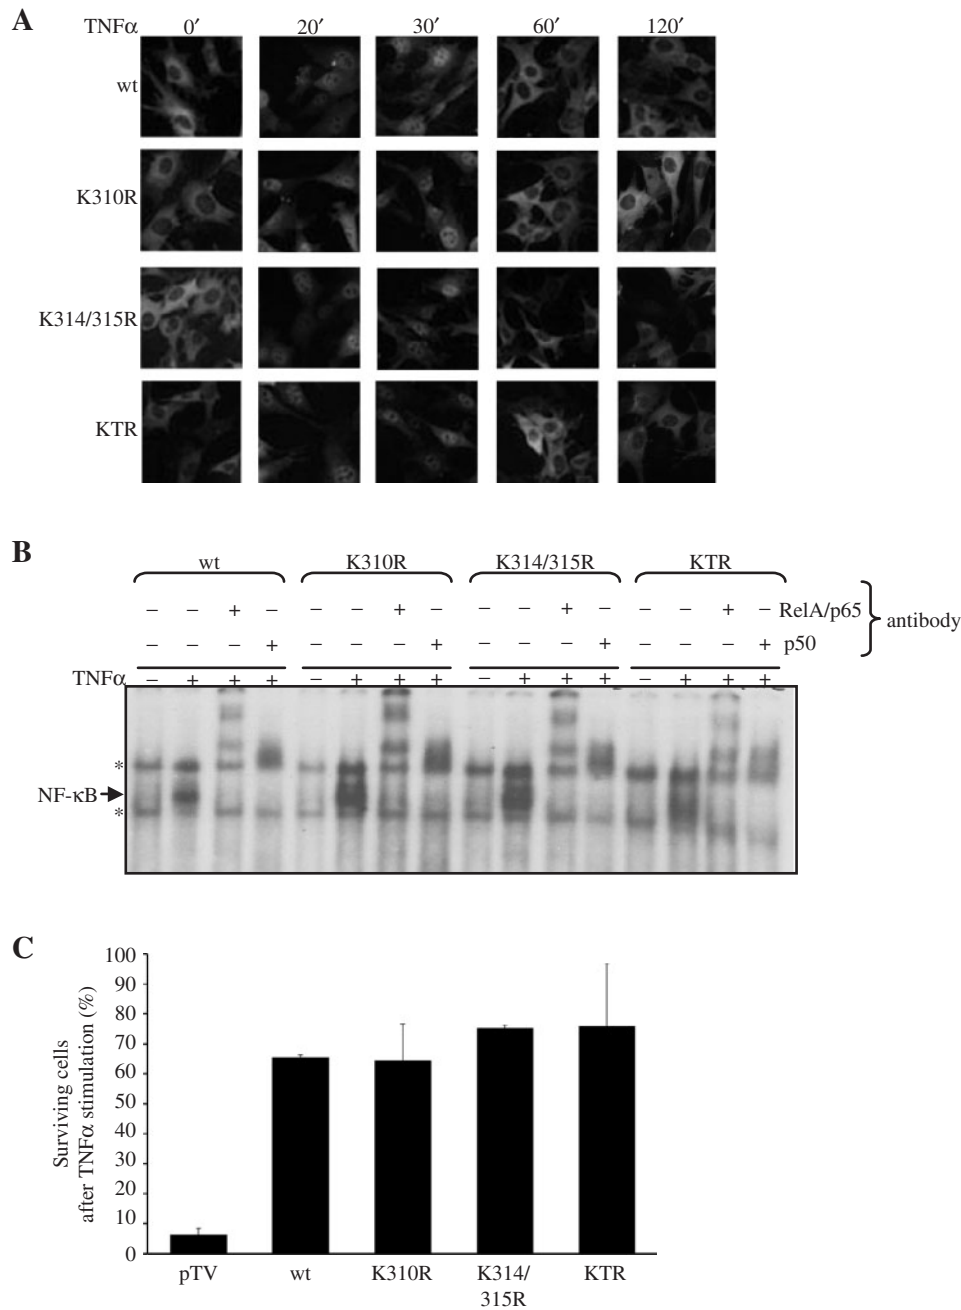 A
TNFα 0′ 20′ 30′ 60′ 120′
wt
K310R
K314/315R
KTR
B
wt K310R K314/315R KTR
– – + – – – + – – – + – – – + – RelA/p65
– – – + – – – + – – – + – – – + p50
antibody
TNFα – + + + – + + + – + + + – + + +
*
NF-κB
*
C
Surviving cells
after TNFα stimulation (%)
100
90
80
70
60
50
40
30
20
10
0
pTV wt K310R K314/ KTR
315R